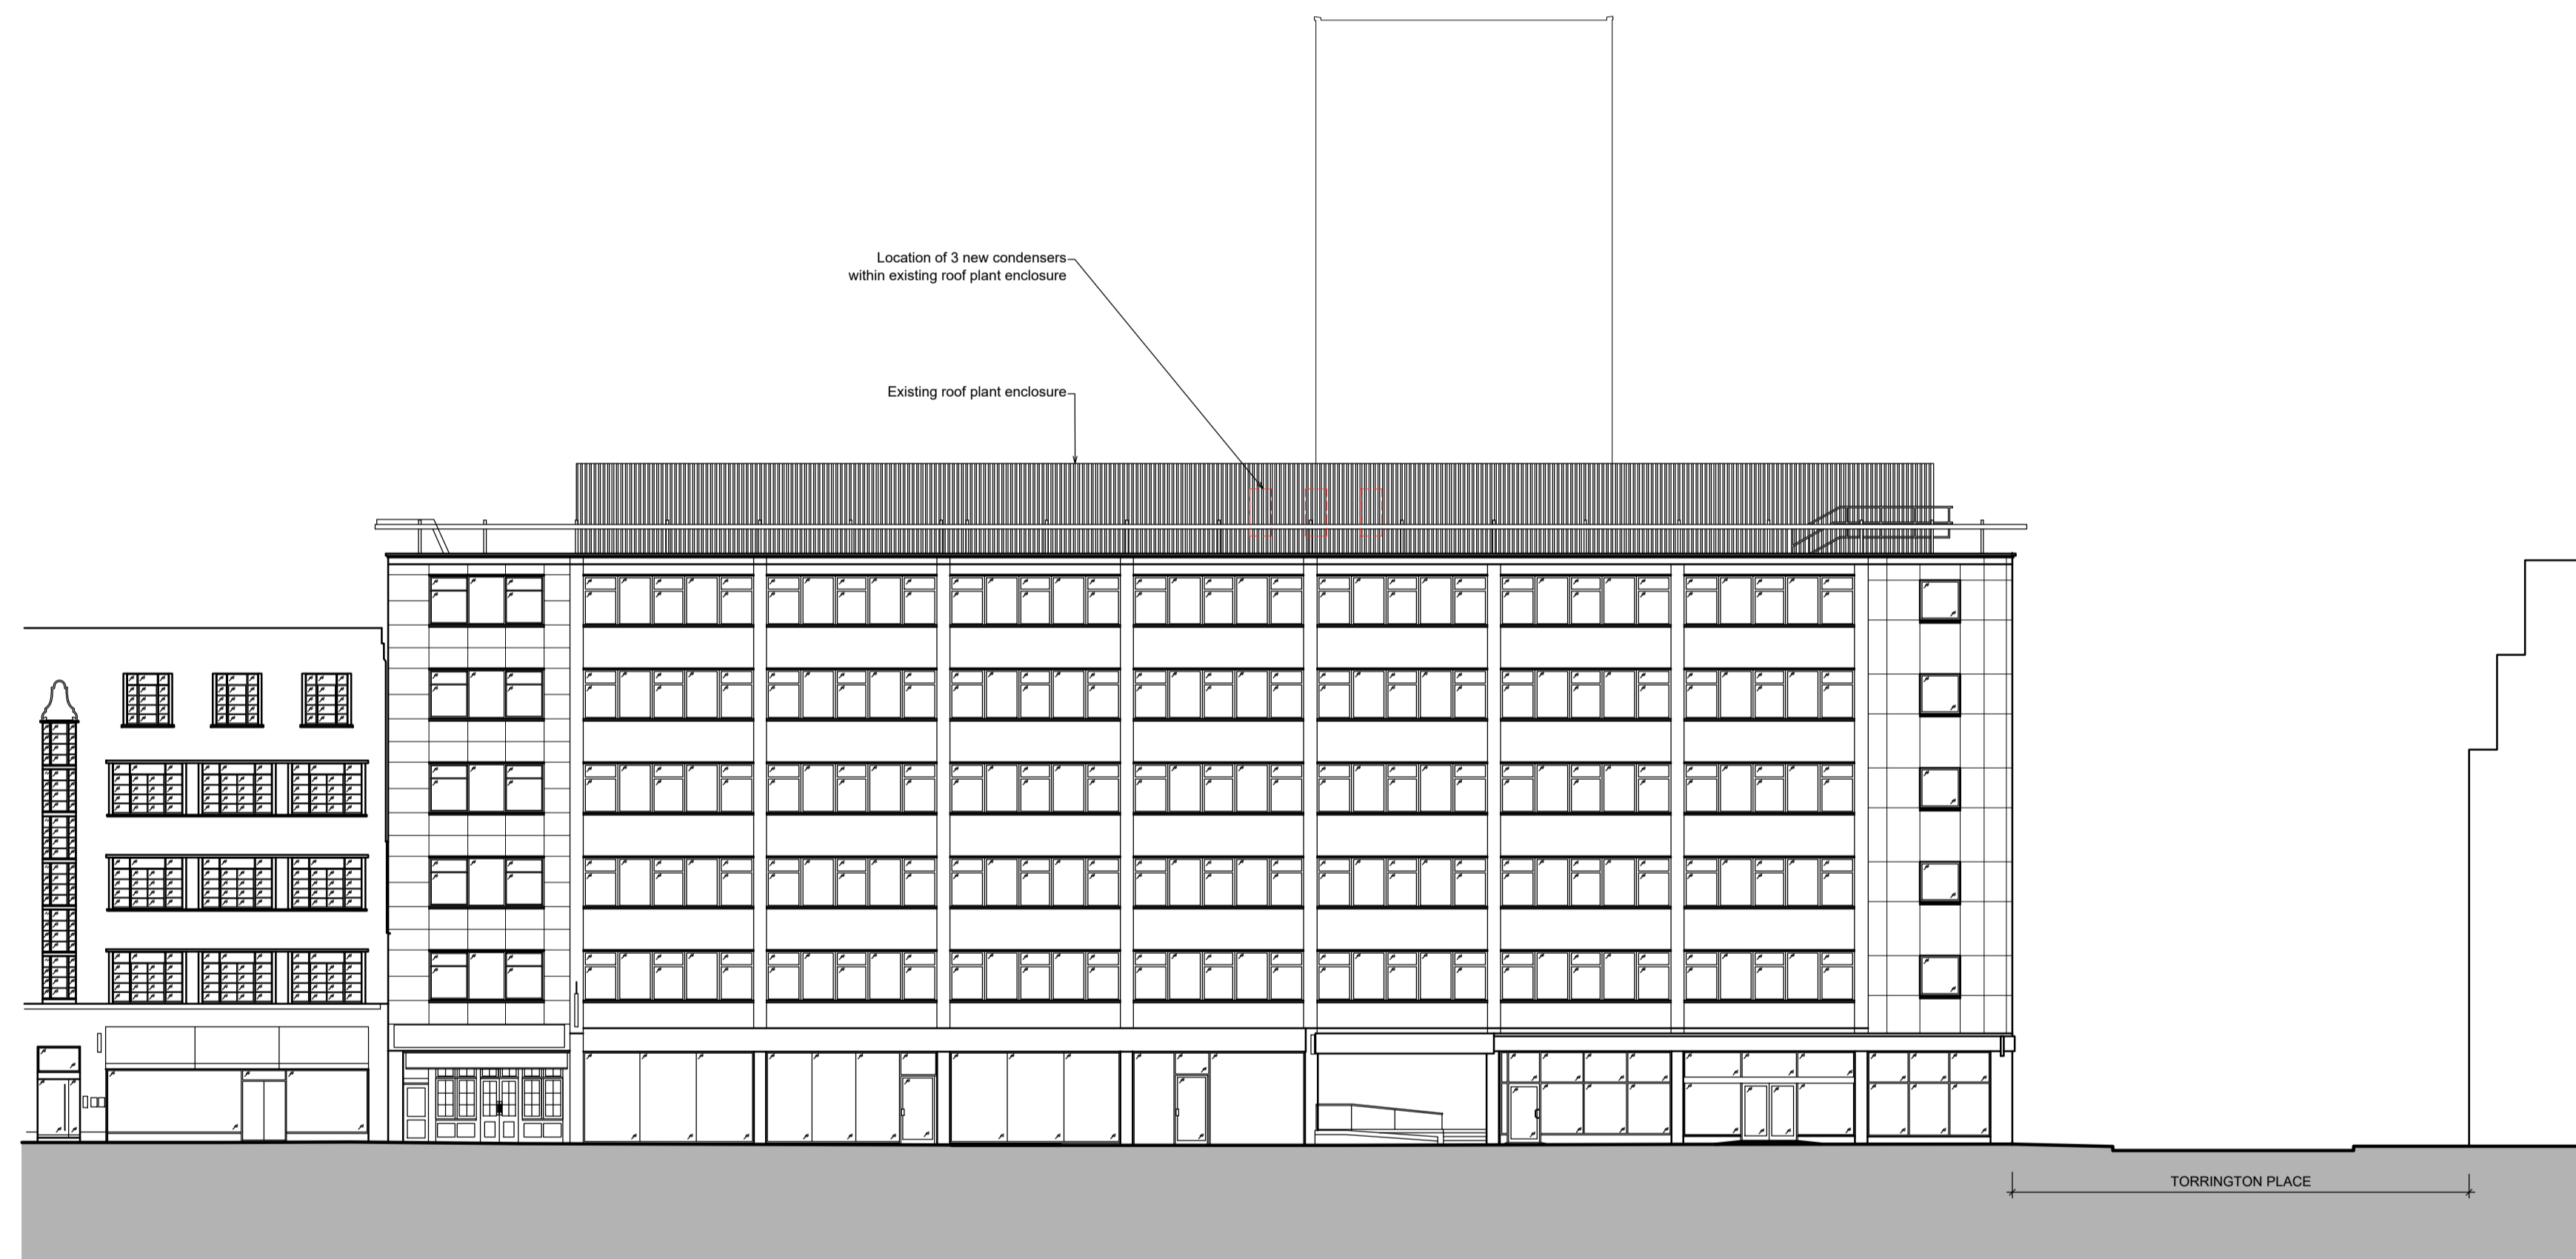 Location of 3 new condensers
within existing roof plant enclosure
Existing roof plant enclosure
TORRINGTON PLACE